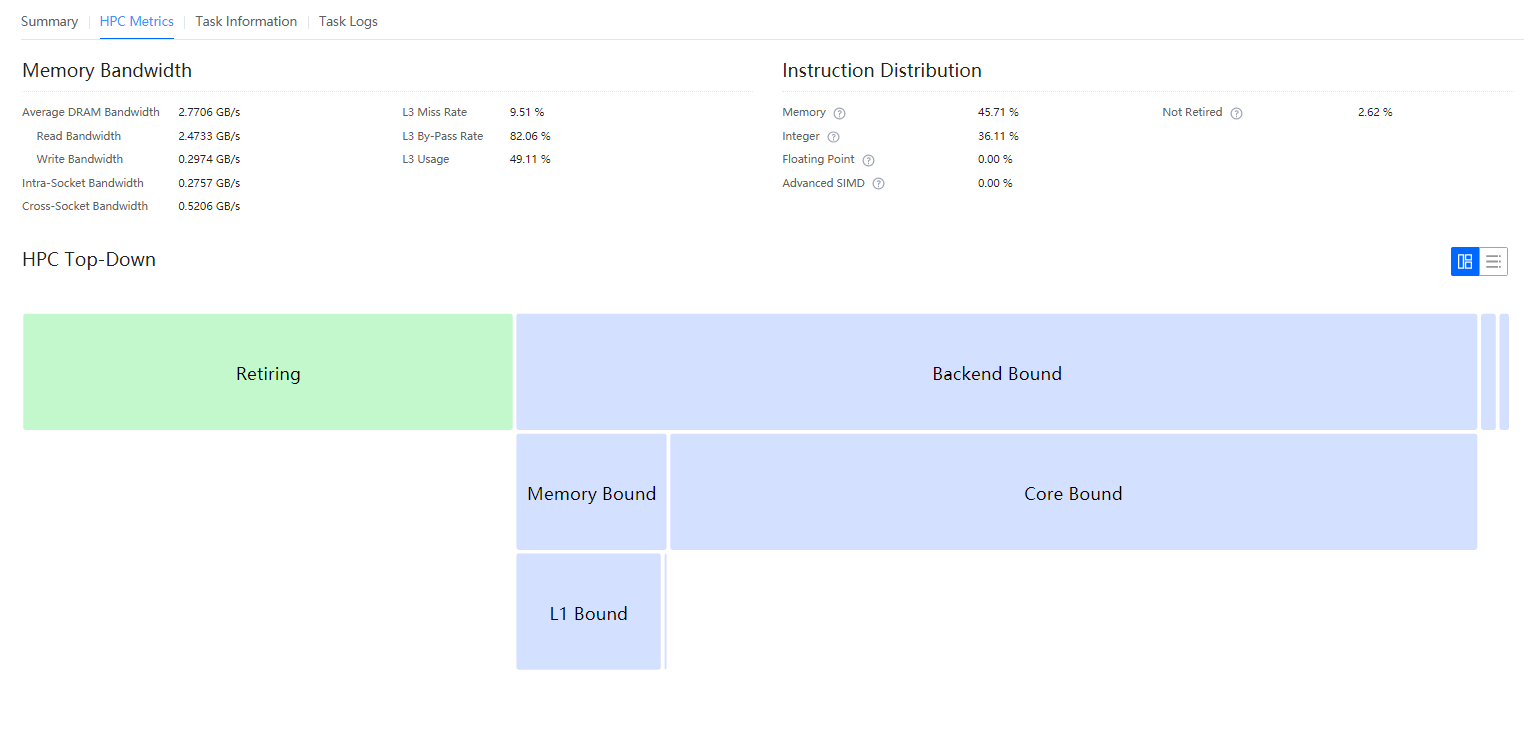 Summary HPC Metrics Task Information Task Logs
Memory Bandwidth
Average DRAM Bandwidth 2.7706 GB/s L3 Miss Rate 9.51 %
Read Bandwidth 2.4733 GB/s L3 By-Pass Rate 82.06 %
Write Bandwidth 0.2974 GB/s L3 Usage 49.11 %
Intra-Socket Bandwidth 0.2757 GB/s
Cross-Socket Bandwidth 0.5206 GB/s
Instruction Distribution
Memory ? 45.71 % Not Retired ? 2.62 %
Integer ? 36.11 %
Floating Point ? 0.00 %
Advanced SIMD ? 0.00 %
HPC Top-Down
Retiring Backend Bound
Memory Bound Core Bound
L1 Bound